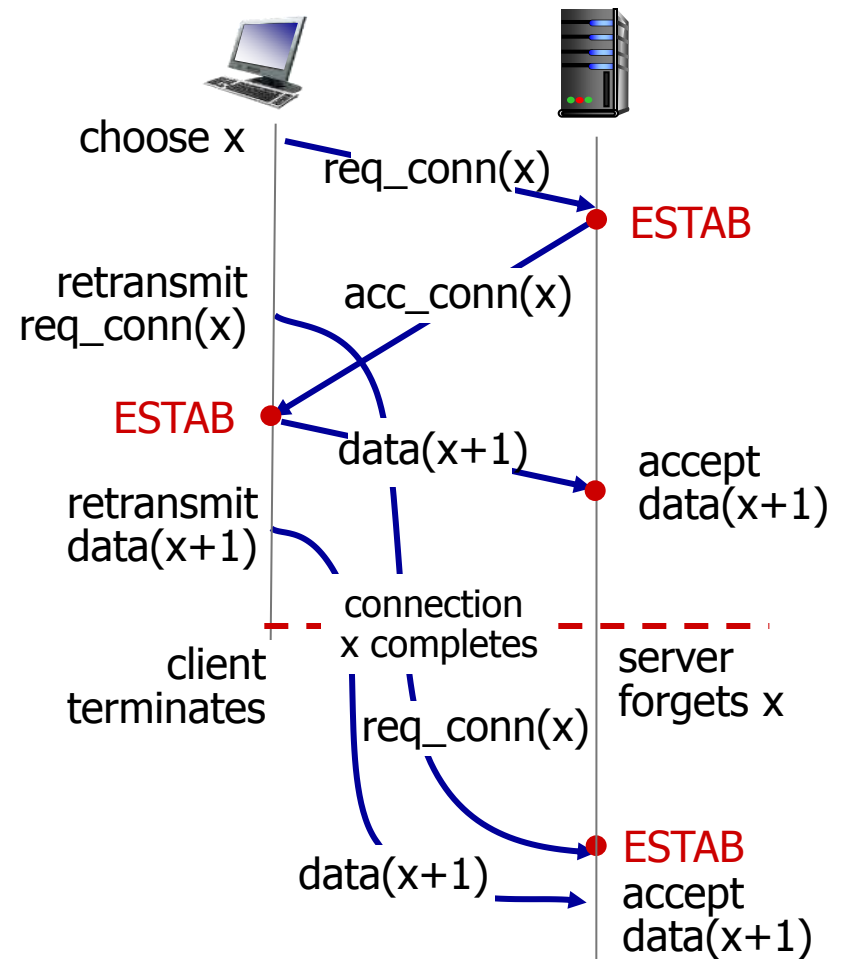 choose x
req_conn(x)
ESTAB
retransmit
req_conn(x)
acc_conn(x)
ESTAB
data(x+1)
accept
data(x+1)
retransmit
data(x+1)
connection
x completes
client
terminates
server
forgets x
req_conn(x)
ESTAB
data(x+1)
accept
data(x+1)